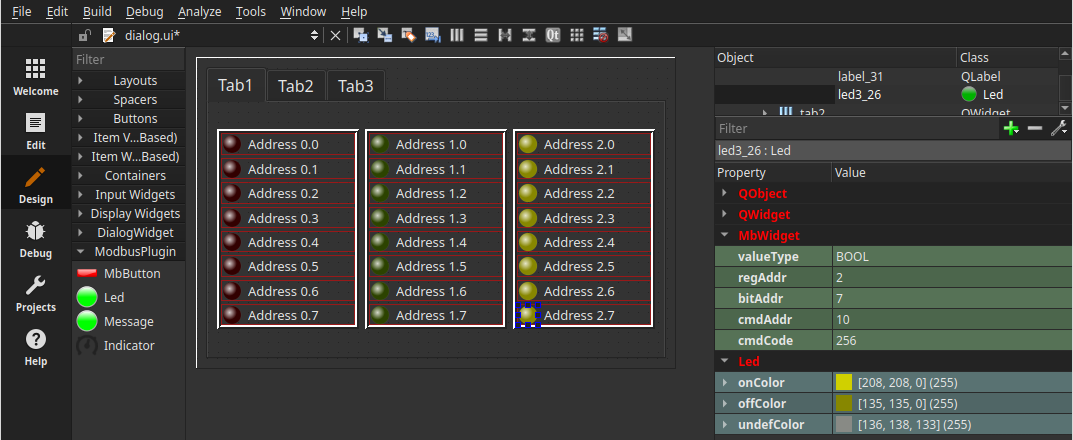 File Edit Build Debug Analyze Tools Window Help
dialog.ui*
Qt
Welcome
Edit
Design
Debug
Projects
Help
Filter
Layouts
Spacers
Buttons
Item V...Based)
Item W...Based)
Containers
Input Widgets
Display Widgets
DialogWidget
ModbusPlugin
MbButton
Led
Message
Indicator
Tab1 Tab2 Tab3
Address 0.0 Address 1.0 Address 2.0
Address 0.1 Address 1.1 Address 2.1
Address 0.2 Address 1.2 Address 2.2
Address 0.3 Address 1.3 Address 2.3
Address 0.4 Address 1.4 Address 2.4
Address 0.5 Address 1.5 Address 2.5
Address 0.6 Address 1.6 Address 2.6
Address 0.7 Address 1.7 Address 2.7
Object Class
label_31 QLabel
led3_26 Led
tab2 QWidget
Filter
led3_26 : Led
Property Value
QObject
QWidget
MbWidget
valueType BOOL
regAddr 2
bitAddr 7
cmdAddr 10
cmdCode 256
Led
onColor [208, 208, 0] (255)
offColor [135, 135, 0] (255)
undefColor [136, 138, 133] (255)